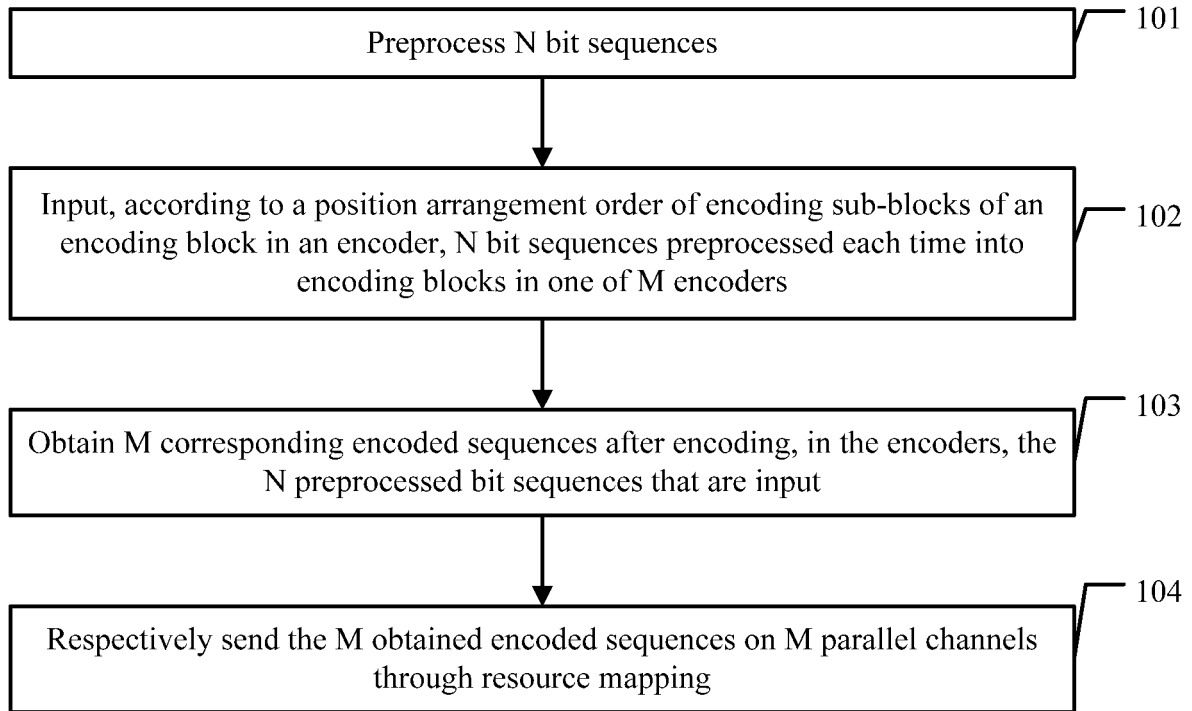 101
Preprocess N bit sequences
102
Input, according to a position arrangement order of encoding sub-blocks of an
encoding block in an encoder, N bit sequences preprocessed each time into
encoding blocks in one of M encoders
103
Obtain M corresponding encoded sequences after encoding, in the encoders, the
N preprocessed bit sequences that are input
104
Respectively send the M obtained encoded sequences on M parallel channels
through resource mapping